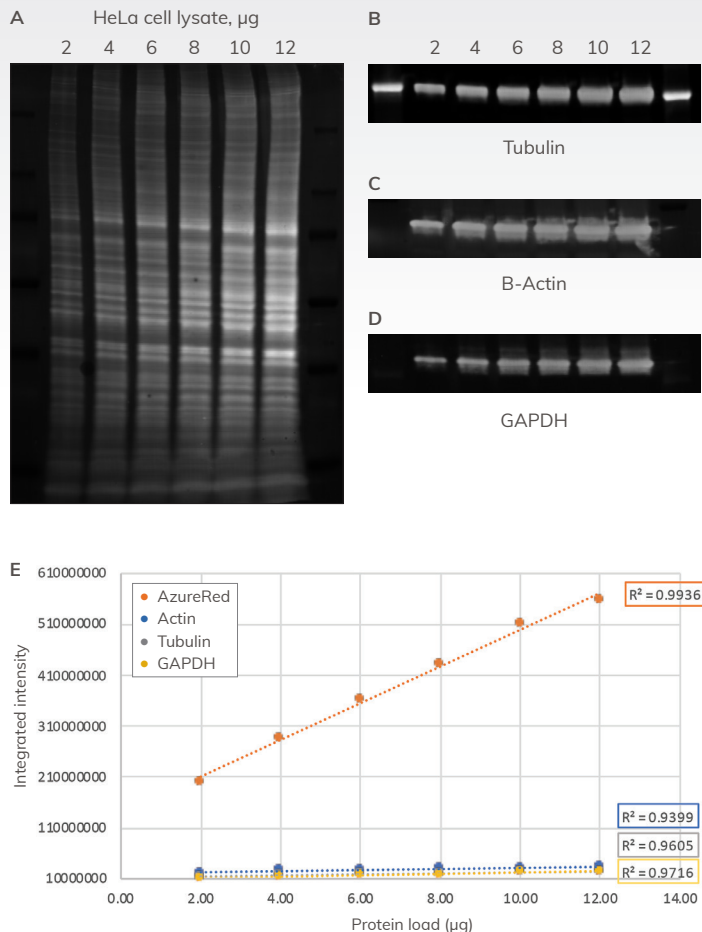 A
HeLa cell lysate, µg
2 4 6 8 10 12
B
2 4 6 8 10 12
Tubulin
C
B-Actin
D
GAPDH
E
610000000
510000000
410000000
310000000
210000000
110000000
10000000
Integrated intensity
AzureRed
Actin
Tubulin
GAPDH
R² = 0.9936
R² = 0.9399
R² = 0.9605
R² = 0.9716
0.00 2.00 4.00 6.00 8.00 10.00 12.00 14.00
Protein load (µg)